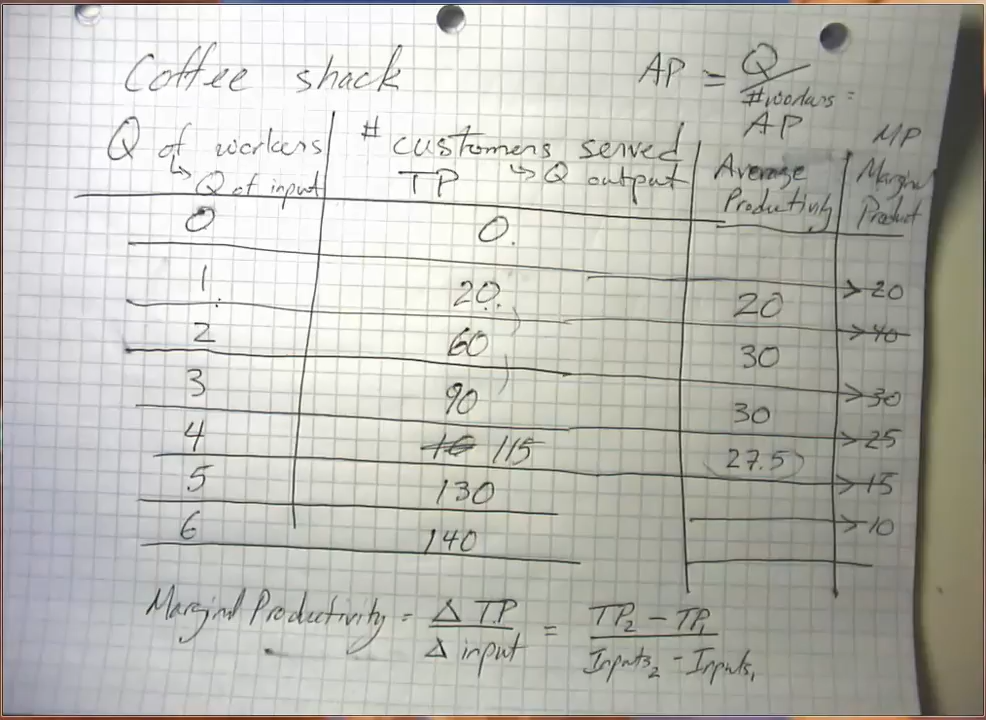 Coffee shack
AP = Q / # workers =
Q of workers | # customers served | AP Average Productivity | MP Marginal Product
↳ Q of input | TP ↳ Q output
0 | 0.
1. | 20. | 20 | → 20
2 | 60 | 30 | → 40
3 | 90 | 30 | → 30
4 | 115 | 27.5 | → 25
5 | 130 | → 15
6 | 140 | → 10
Marginal Productivity = Δ TP / Δ input = TP₂ - TP₁ / Inputs₂ - Inputs₁